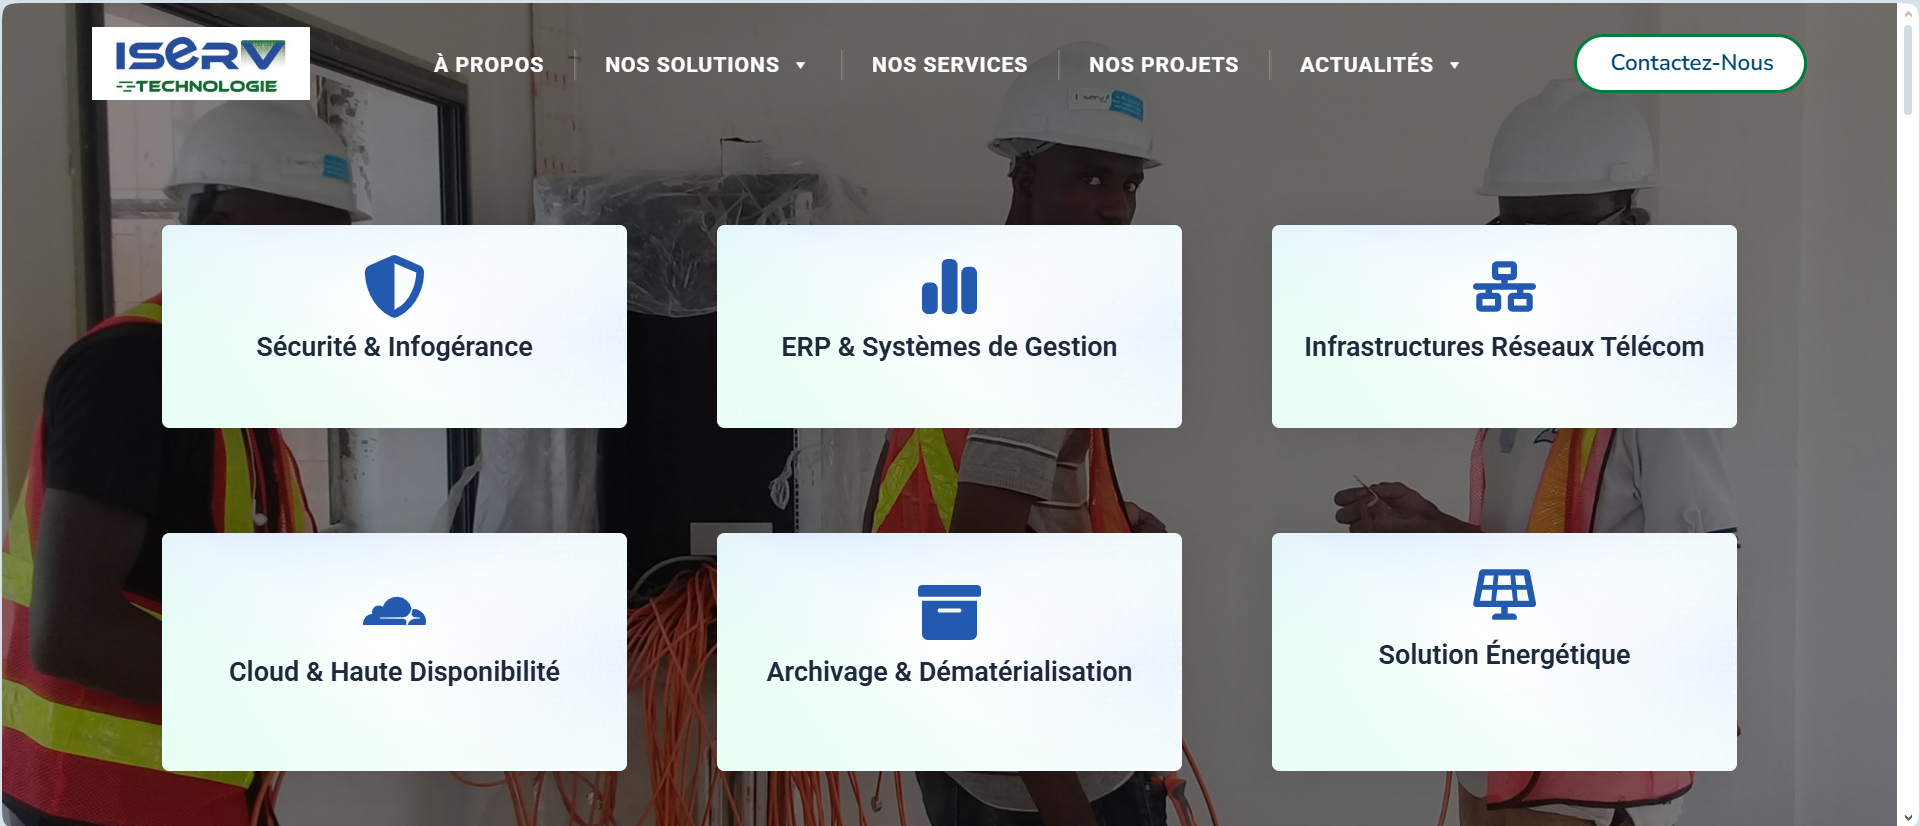 ISERV
TECHNOLOGIE
À PROPOS
NOS SOLUTIONS
NOS SERVICES
NOS PROJETS
ACTUALITÉS
Contactez-Nous
Sécurité & Infogérance
ERP & Systèmes de Gestion
Infrastructures Réseaux Télécom
Cloud & Haute Disponibilité
Archivage & Dématérialisation
Solution Énergétique